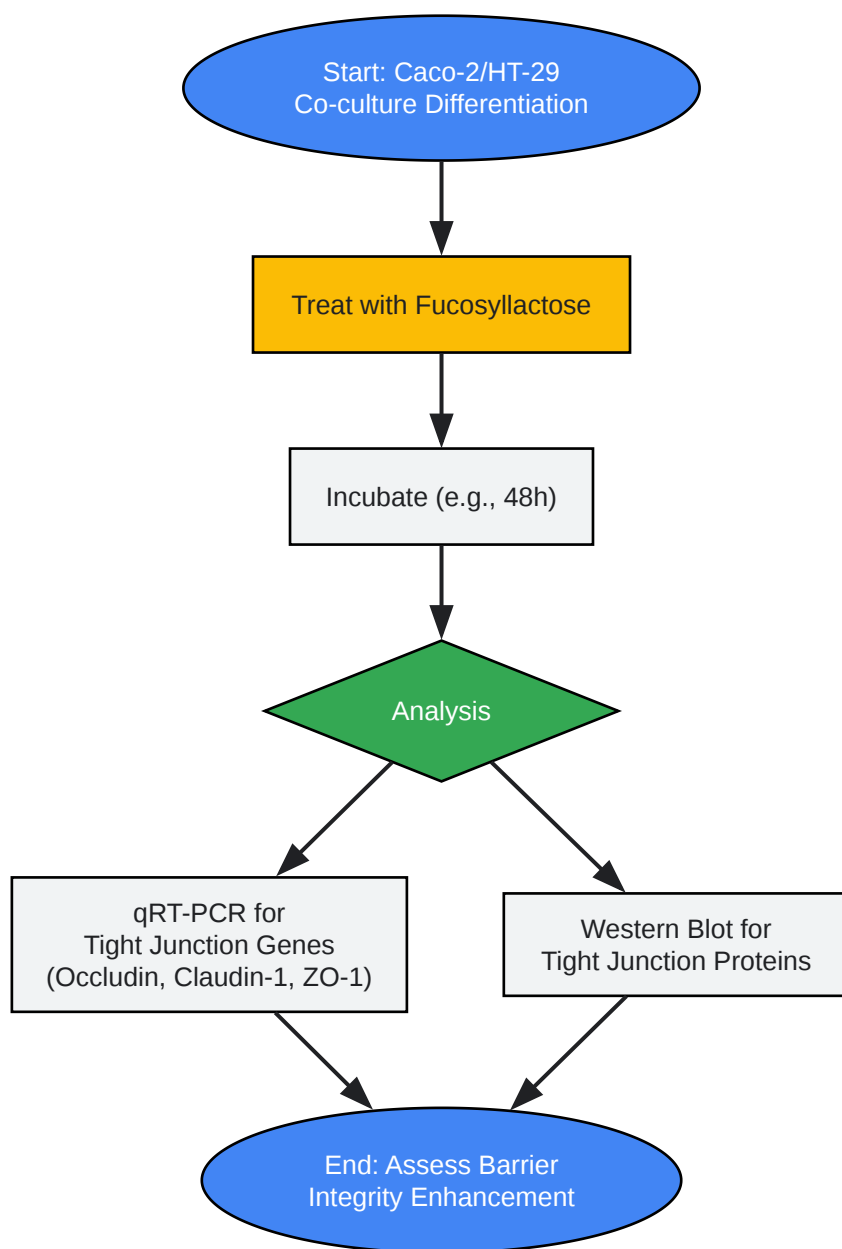 Start: Caco-2/HT-29
Co-culture Differentiation
Treat with Fucosyllactose
Incubate (e.g., 48h)
Analysis
qRT-PCR for
Tight Junction Genes
(Occludin, Claudin-1, ZO-1)
Western Blot for
Tight Junction Proteins
End: Assess Barrier
Integrity Enhancement